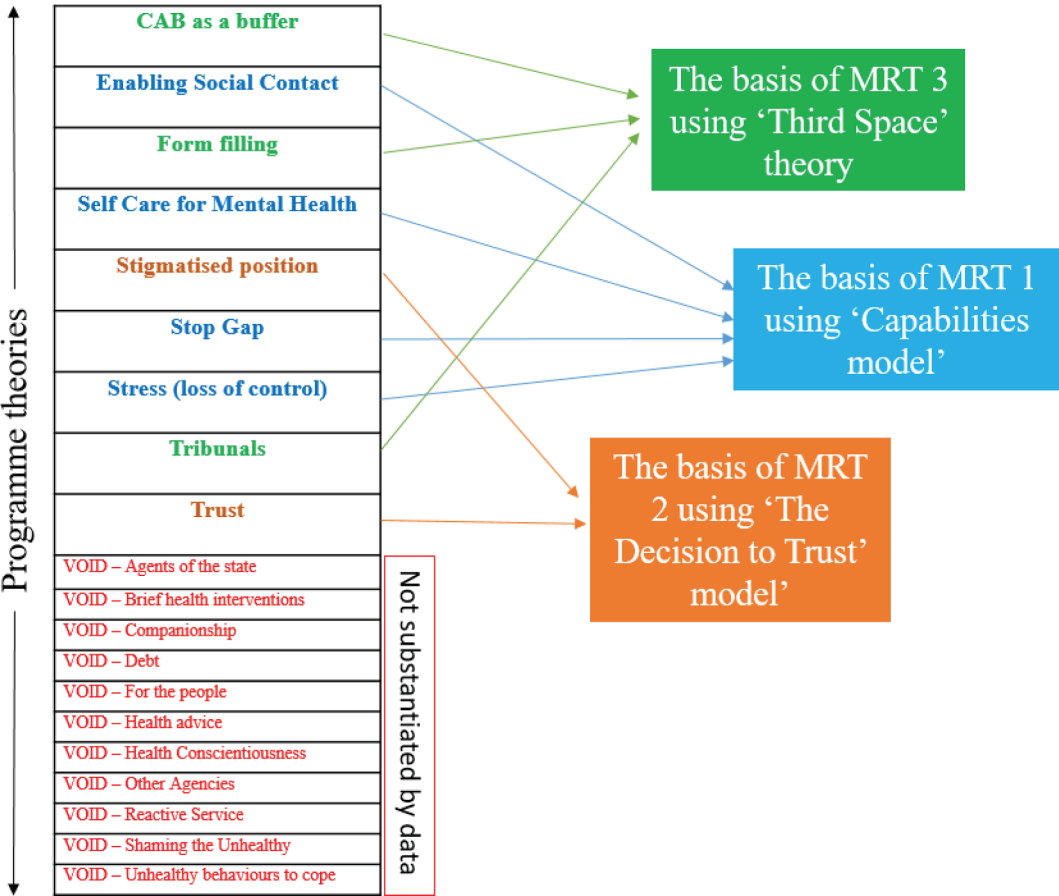 Programme theories
CAB as a buffer
Enabling Social Contact
Form filling
Self Care for Mental Health
Stigmatised position
Stop Gap
Stress (loss of control)
Tribunals
Trust
VOID – Agents of the state
VOID – Brief health interventions
VOID – Companionship
VOID – Debt
VOID – For the people
VOID – Health advice
VOID – Health Conscientiousness
VOID – Other Agencies
VOID – Reactive Service
VOID – Shaming the Unhealthy
VOID – Unhealthy behaviours to cope
Not substantiated by data
The basis of MRT 3
using ‘Third Space’
theory
The basis of MRT 1
using ‘Capabilities
model’
The basis of MRT
2 using ‘The
Decision to Trust’
model’